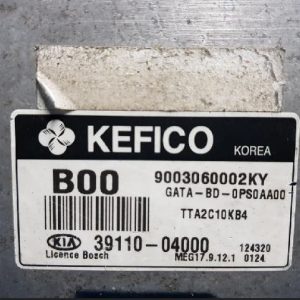 KEFICO KOREA
B00 9003060002KY
GATA-BD-0PS0AA00
TTA2C10KB4
KIA 39110-04000 124320
Licence Bosch MEG17.9.12.1 0124